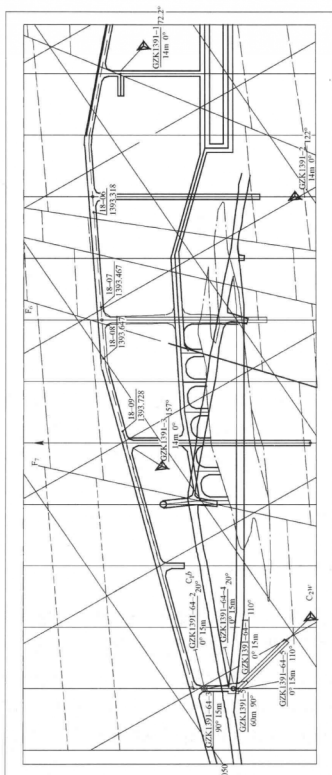 GZK1391-1 72.2°
14m 0°
18-06
1393.318
GZK1391-2 122°
14m 0°
F₆
18-07
1393.467
18-08
1393.647
18-09
1393.728
GZK1391-3 157°
14m 0°
F₇
C₁b
GZK1391-64-2 20°
0° 15m
GZK1391-64-4 20°
0° 15m
GZK1391-64-1 110°
0° 15m
GZK1391-64-3
90° 15m
GZK1391-5
60m 90°
GZK1391-64-5
0° 15m 110°
C₂w